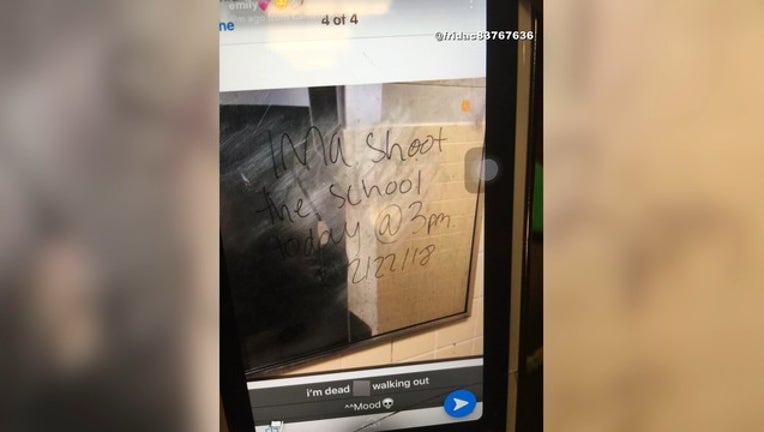 emily
4 of 4
@fridac83767636
IMA shoot
the school
today @ 3pm.
2/22/18
i'm dead walking out
^^Mood💀